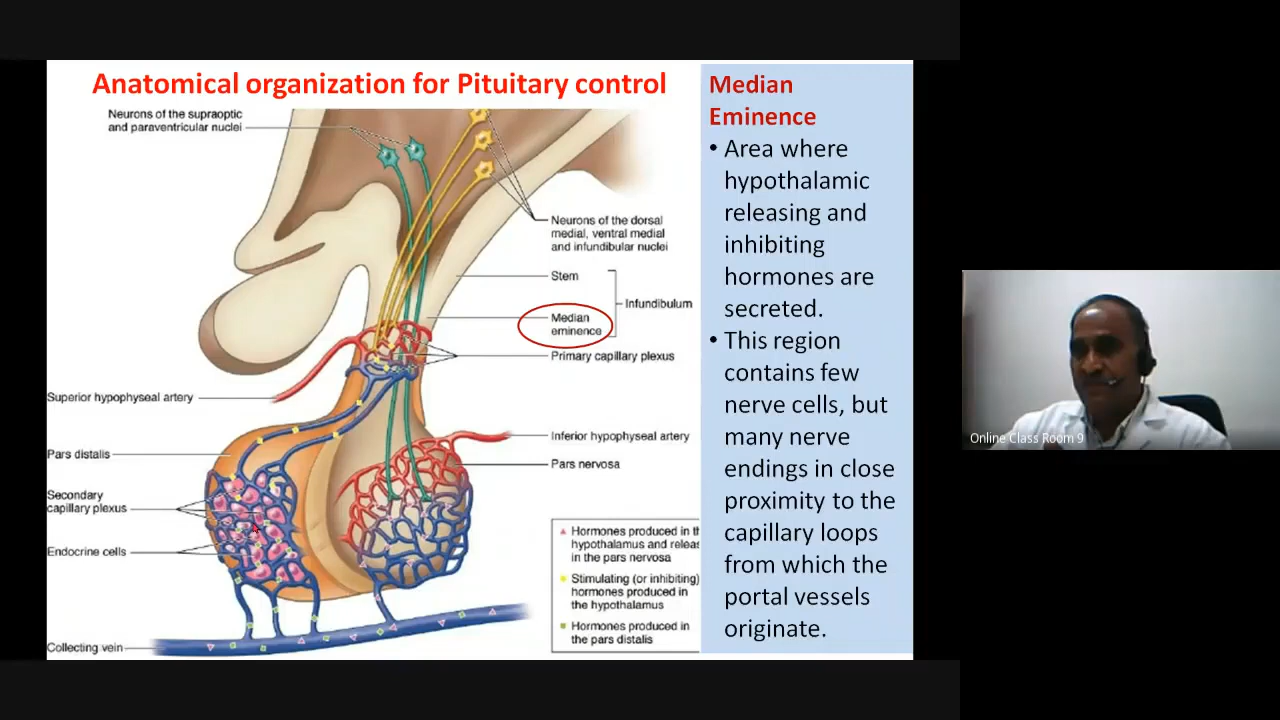 Anatomical organization for Pituitary control
Neurons of the supraoptic
and paraventricular nuclei
Neurons of the dorsal
medial, ventral medial
and infundibular nuclei
Stem
Infundibulum
Median
eminence
Primary capillary plexus
Superior hypophyseal artery
Inferior hypophyseal artery
Pars distalis
Pars nervosa
Secondary
capillary plexus
Endocrine cells
Hormones produced in th
hypothalamus and releas
in the pars nervosa
Stimulating (or inhibiting)
hormones produced in
the hypothalamus
Hormones produced in
the pars distalis
Collecting vein
Median
Eminence
• Area where
hypothalamic
releasing and
inhibiting
hormones are
secreted.
• This region
contains few
nerve cells, but
many nerve
endings in close
proximity to the
capillary loops
from which the
portal vessels
originate.
Online Class Room 9